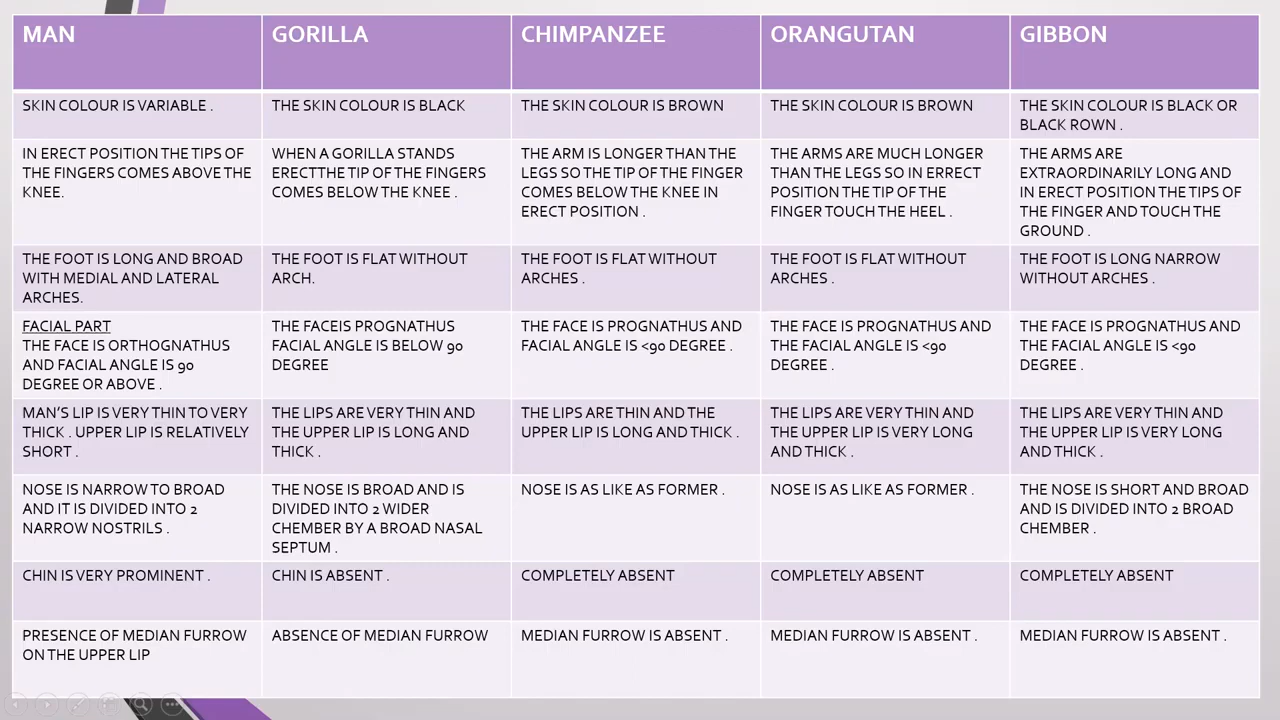 MAN
GORILLA
CHIMPANZEE
ORANGUTAN
GIBBON
SKIN COLOUR IS VARIABLE .
THE SKIN COLOUR IS BLACK
THE SKIN COLOUR IS BROWN
THE SKIN COLOUR IS BROWN
THE SKIN COLOUR IS BLACK OR
BLACK ROWN .
IN ERECT POSITION THE TIPS OF
THE FINGERS COMES ABOVE THE
KNEE.
WHEN A GORILLA STANDS
ERECTTHE TIP OF THE FINGERS
COMES BELOW THE KNEE .
THE ARM IS LONGER THAN THE
LEGS SO THE TIP OF THE FINGER
COMES BELOW THE KNEE IN
ERECT POSITION .
THE ARMS ARE MUCH LONGER
THAN THE LEGS SO IN ERRECT
POSITION THE TIP OF THE
FINGER TOUCH THE HEEL .
THE ARMS ARE
EXTRAORDINARILY LONG AND
IN ERECT POSITION THE TIPS OF
THE FINGER AND TOUCH THE
GROUND .
THE FOOT IS LONG AND BROAD
WITH MEDIAL AND LATERAL
ARCHES.
THE FOOT IS FLAT WITHOUT
ARCH.
THE FOOT IS FLAT WITHOUT
ARCHES .
THE FOOT IS FLAT WITHOUT
ARCHES .
THE FOOT IS LONG NARROW
WITHOUT ARCHES .
FACIAL PART
THE FACE IS ORTHOGNATHUS
AND FACIAL ANGLE IS 90
DEGREE OR ABOVE .
THE FACEIS PROGNATHUS
FACIAL ANGLE IS BELOW 90
DEGREE
THE FACE IS PROGNATHUS AND
FACIAL ANGLE IS <90 DEGREE .
THE FACE IS PROGNATHUS AND
THE FACIAL ANGLE IS <90
DEGREE .
THE FACE IS PROGNATHUS AND
THE FACIAL ANGLE IS <90
DEGREE .
MAN'S LIP IS VERY THIN TO VERY
THICK . UPPER LIP IS RELATIVELY
SHORT .
THE LIPS ARE VERY THIN AND
THE UPPER LIP IS LONG AND
THICK .
THE LIPS ARE THIN AND THE
UPPER LIP IS LONG AND THICK .
THE LIPS ARE VERY THIN AND
THE UPPER LIP IS VERY LONG
AND THICK .
THE LIPS ARE VERY THIN AND
THE UPPER LIP IS VERY LONG
AND THICK .
NOSE IS NARROW TO BROAD
AND IT IS DIVIDED INTO 2
NARROW NOSTRILS .
THE NOSE IS BROAD AND IS
DIVIDED INTO 2 WIDER
CHEMBER BY A BROAD NASAL
SEPTUM .
NOSE IS AS LIKE AS FORMER .
NOSE IS AS LIKE AS FORMER .
THE NOSE IS SHORT AND BROAD
AND IS DIVIDED INTO 2 BROAD
CHEMBER .
CHIN IS VERY PROMINENT .
CHIN IS ABSENT .
COMPLETELY ABSENT
COMPLETELY ABSENT
COMPLETELY ABSENT
PRESENCE OF MEDIAN FURROW
ON THE UPPER LIP
ABSENCE OF MEDIAN FURROW
MEDIAN FURROW IS ABSENT .
MEDIAN FURROW IS ABSENT .
MEDIAN FURROW IS ABSENT .